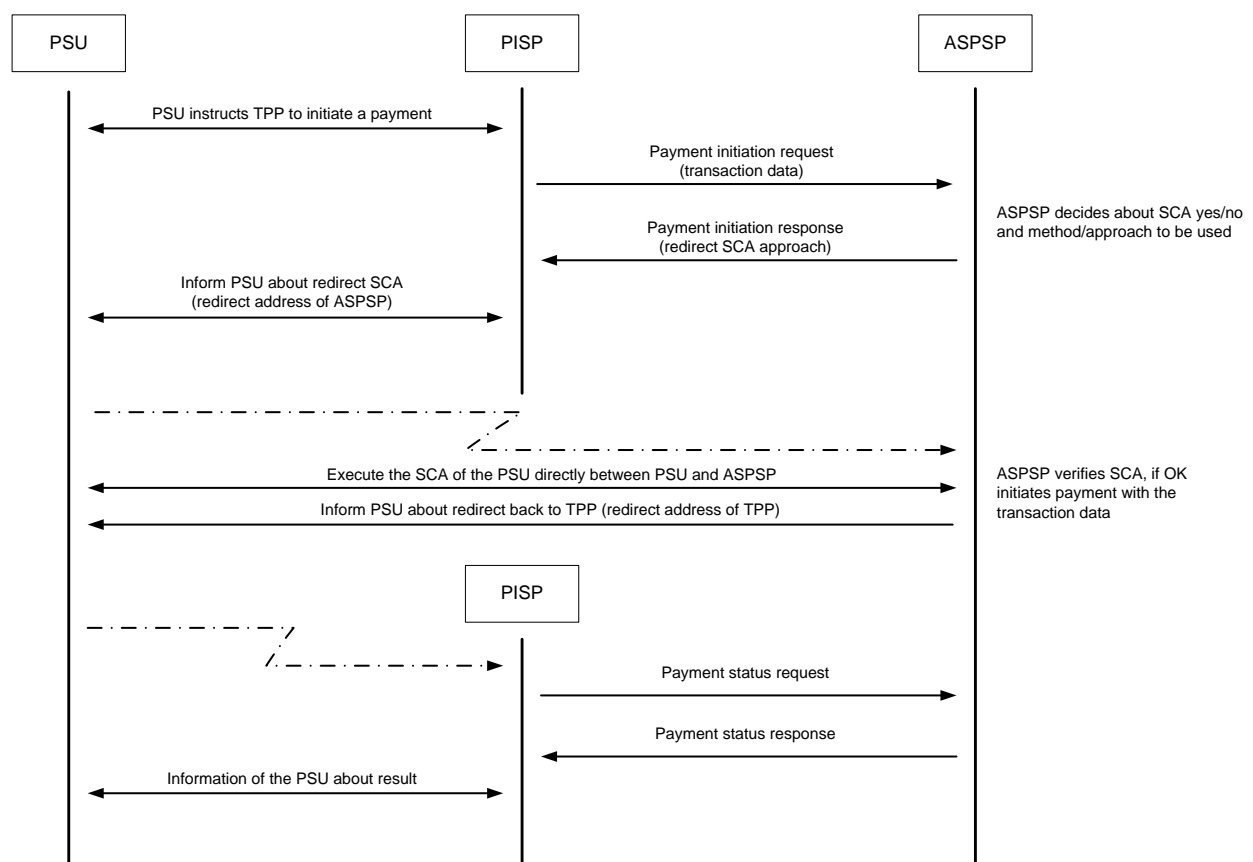 PSU
PISP
ASPSP
PSU instructs TPP to initiate a payment
Payment initiation request
(transaction data)
ASPSP decides about SCA yes/no
and method/approach to be used
Payment initiation response
(redirect SCA approach)
Inform PSU about redirect SCA
(redirect address of ASPSP)
Execute the SCA of the PSU directly between PSU and ASPSP
ASPSP verifies SCA, if OK
initiates payment with the
transaction data
Inform PSU about redirect back to TPP (redirect address of TPP)
PISP
Payment status request
Payment status response
Information of the PSU about result